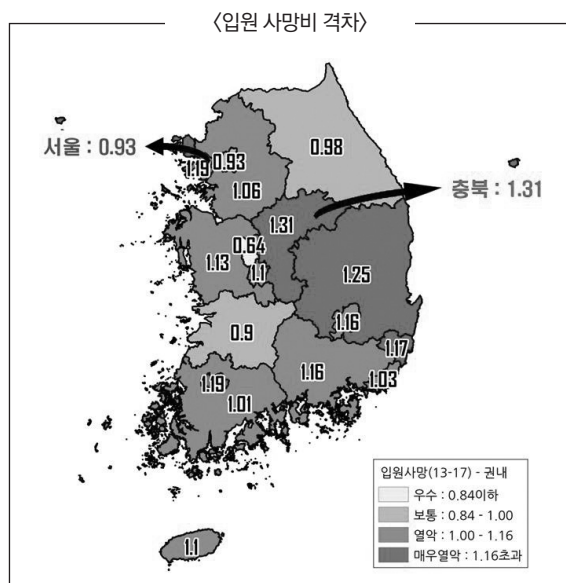 〈입원 사망비 격차〉
서울 : 0.93
0.93
0.98
1.19
1.06
충북 : 1.31
1.31
0.64
1.13
1.1
1.25
1.16
0.9
1.17
1.16
1.03
1.19
1.01
1.1
입원사망(13-17) - 권내
우수 : 0.84이하
보통 : 0.84 - 1.00
열악 : 1.00 - 1.16
매우열악 : 1.16초과